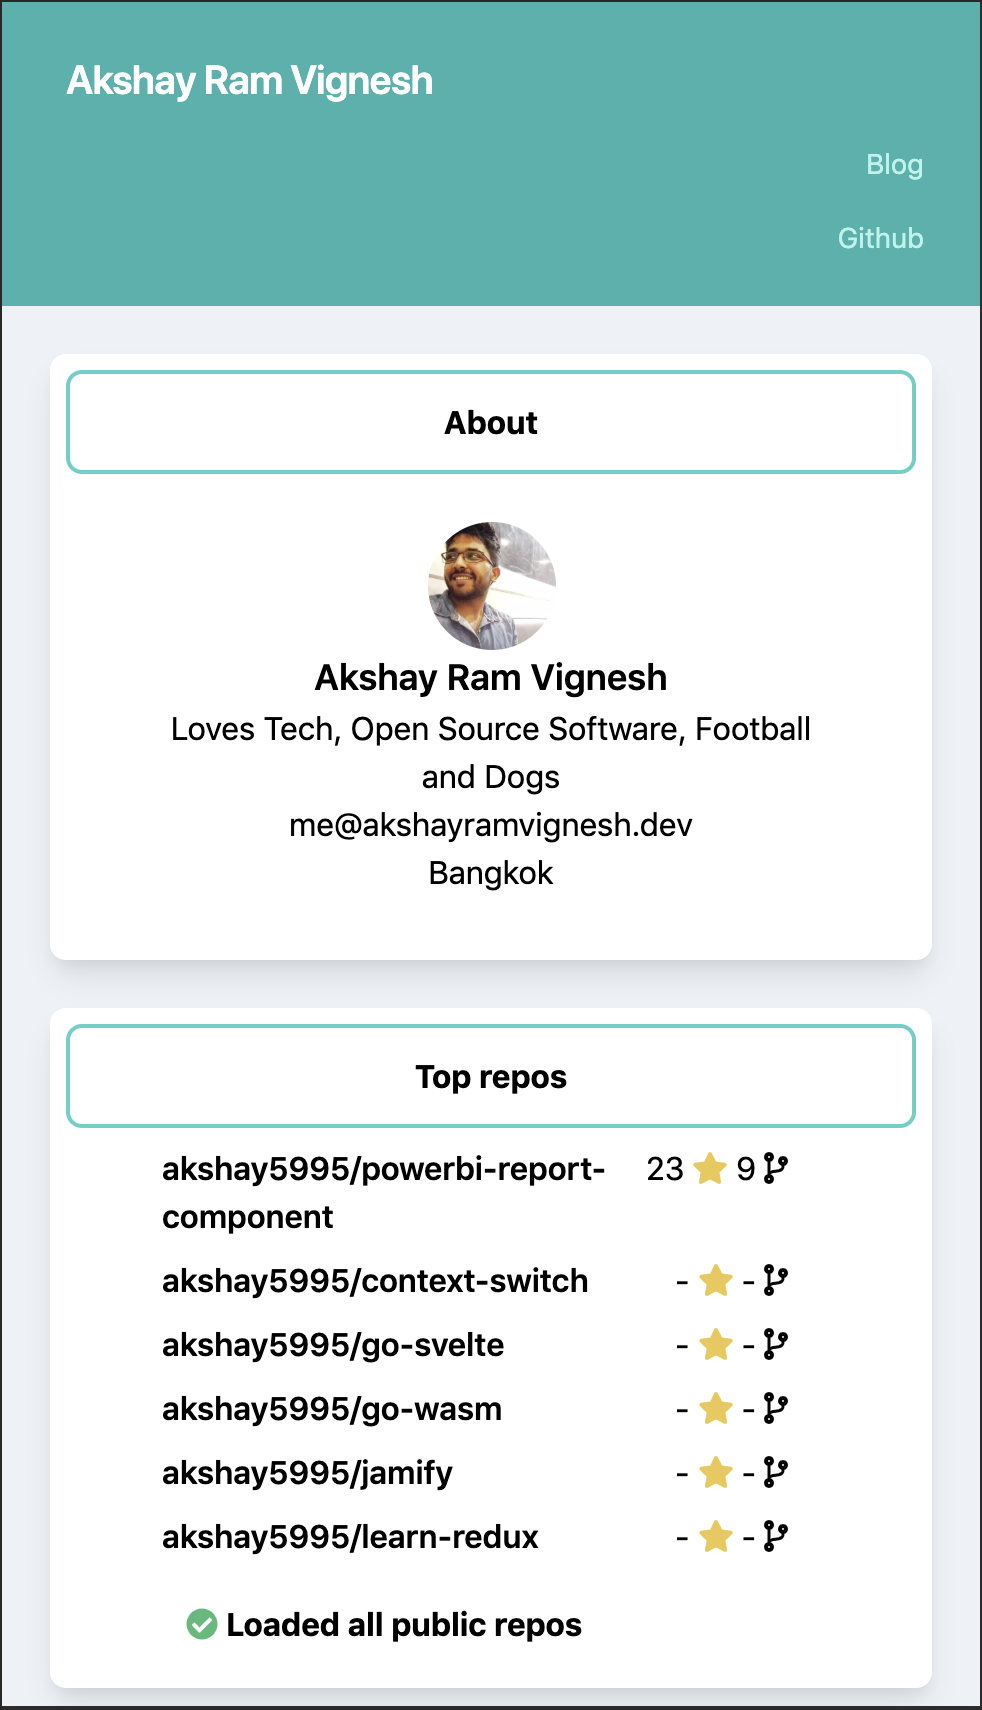 Akshay Ram Vignesh
Blog
Github
About
Akshay Ram Vignesh
Loves Tech, Open Source Software, Football
and Dogs
me@akshayramvignesh.dev
Bangkok
Top repos
akshay5995/powerbi-report- 23 9
component
akshay5995/context-switch - -
akshay5995/go-svelte - -
akshay5995/go-wasm - -
akshay5995/jamify - -
akshay5995/learn-redux - -
Loaded all public repos